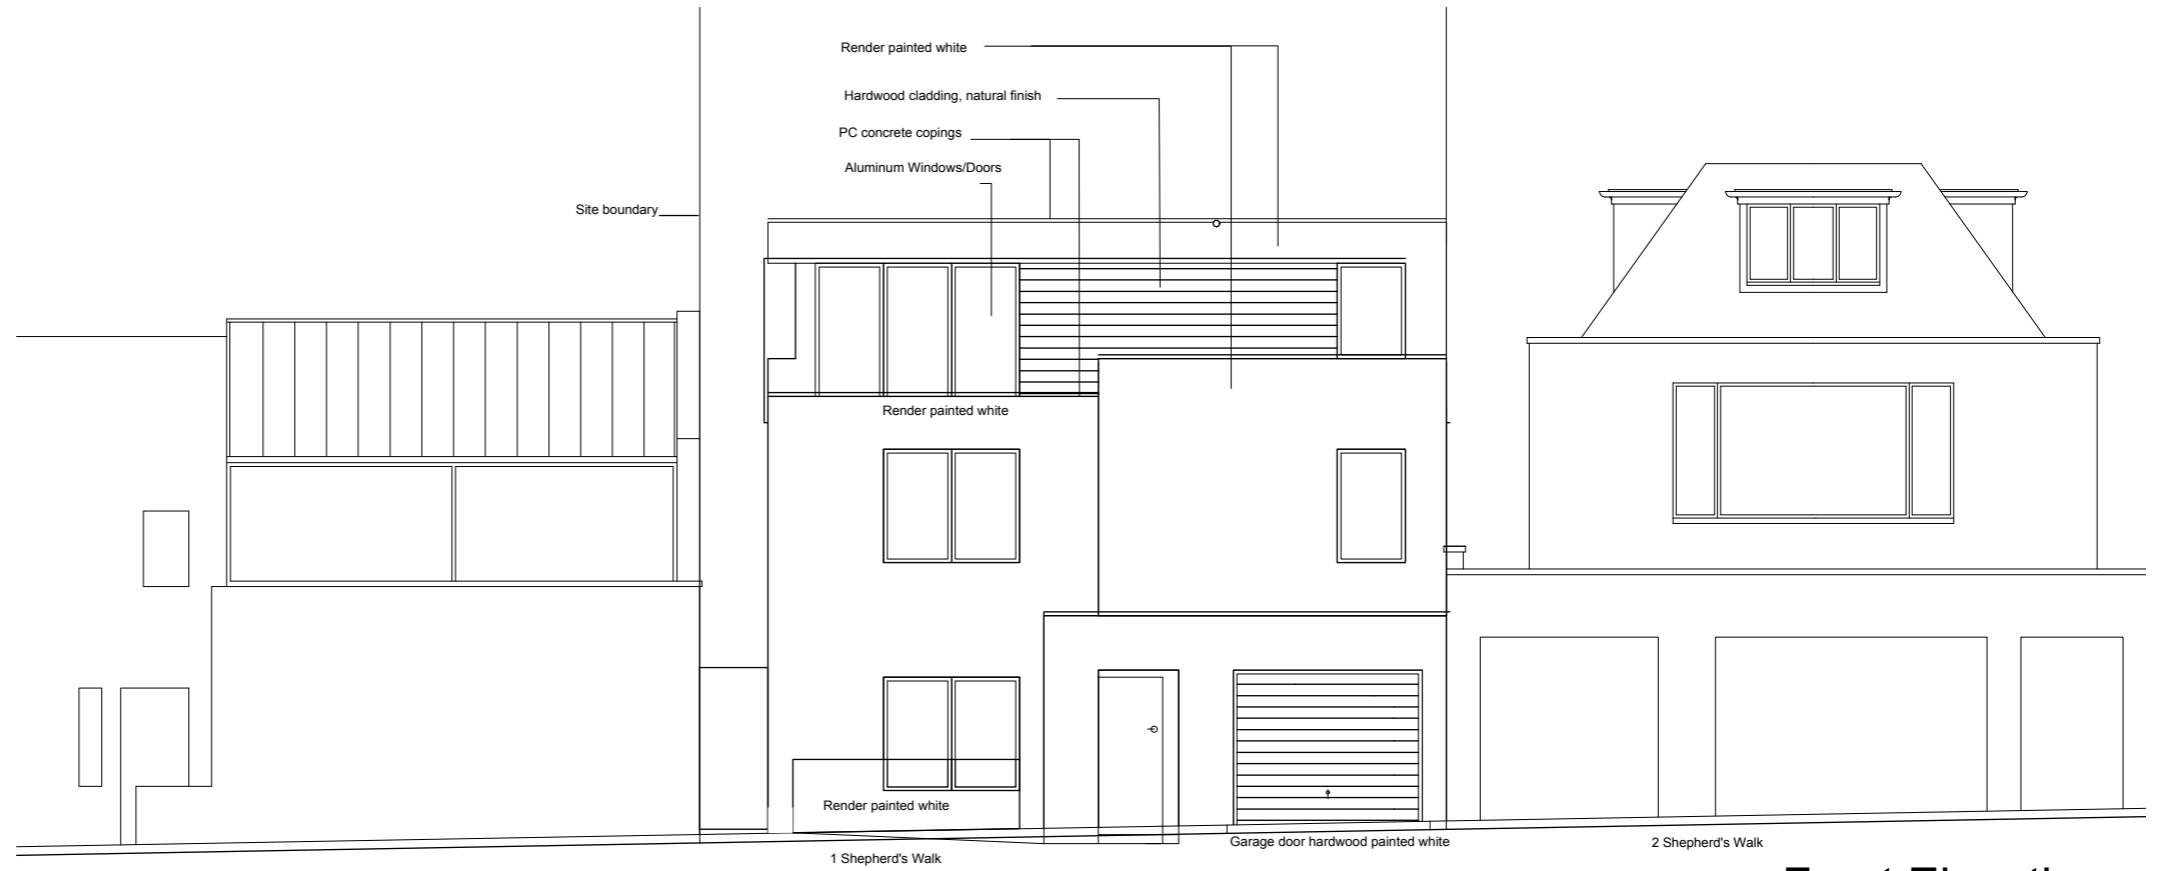 Render painted white
Hardwood cladding, natural finish
PC concrete copings
Aluminum Windows/Doors
Site boundary
Render painted white
Render painted white
Garage door hardwood painted white
2 Shepherd's Walk
1 Shepherd's Walk